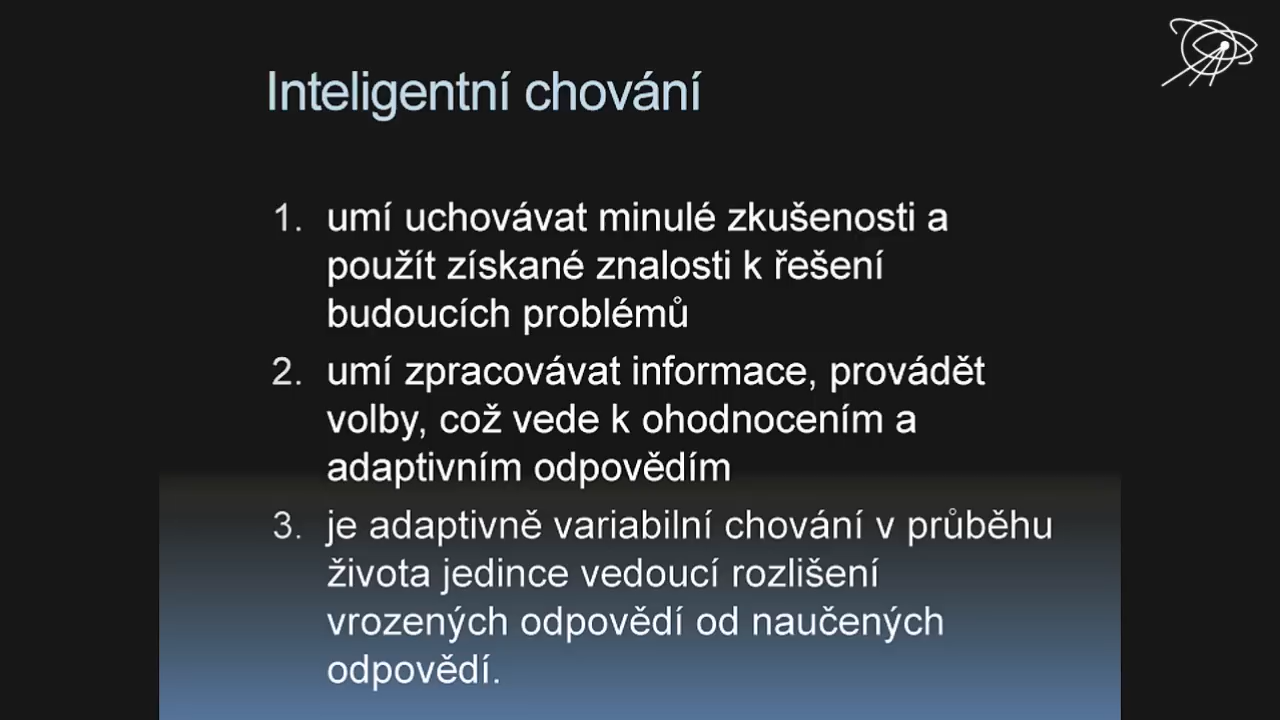 Inteligentní chování
1. umí uchovávat minulé zkušenosti a
použít získané znalosti k řešení
budoucích problémů
2. umí zpracovávat informace, provádět
volby, což vede k ohodnocením a
adaptivním odpovědím
3. je adaptivně variabilní chování v průběhu
života jedince vedoucí rozlišení
vrozených odpovědí od naučených
odpovědí.